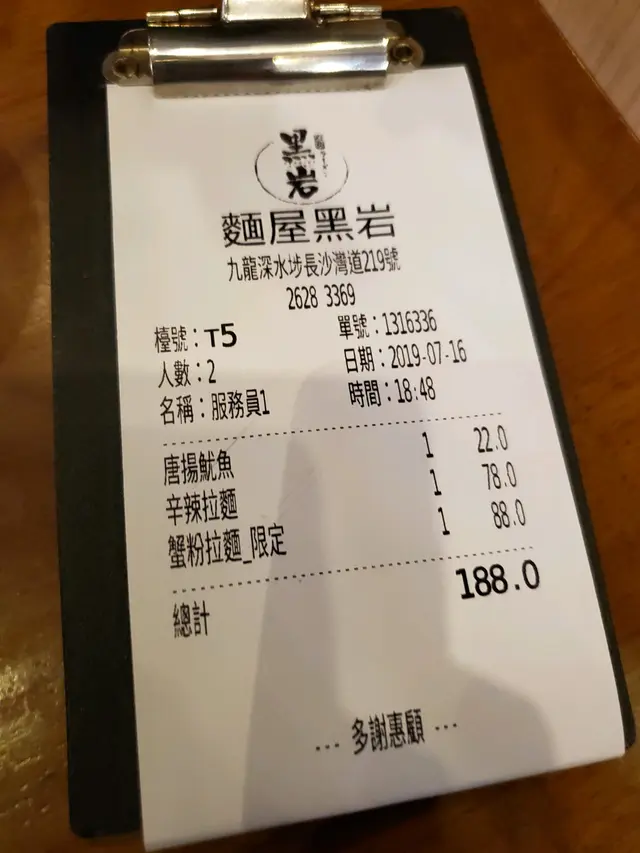 黑岩
麵屋黑岩
九龍深水埗長沙灣道219號
2628 3369
檯號：T5 單號：1316336
人數：2 日期：2019-07-16
名稱：服務員1 時間：18:48
唐揚魷魚 1 22.0
辛辣拉麵 1 78.0
蟹粉拉麵_限定 1 88.0
總計 188.0
--- 多謝惠顧 ---